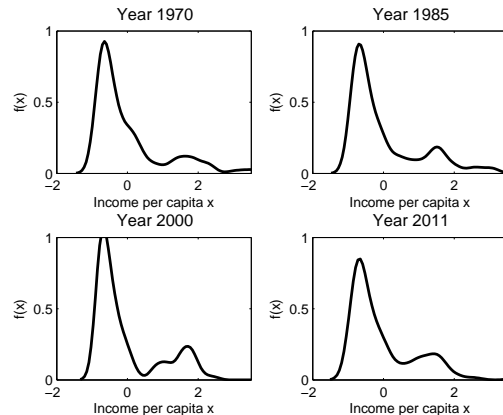 Year 1970
1
0.5
0
f(x)
−2
0
2
Income per capita x
Year 1985
1
0.5
0
f(x)
−2
0
2
Income per capita x
Year 2000
1
0.5
0
f(x)
−2
0
2
Income per capita x
Year 2011
1
0.5
0
f(x)
−2
0
2
Income per capita x